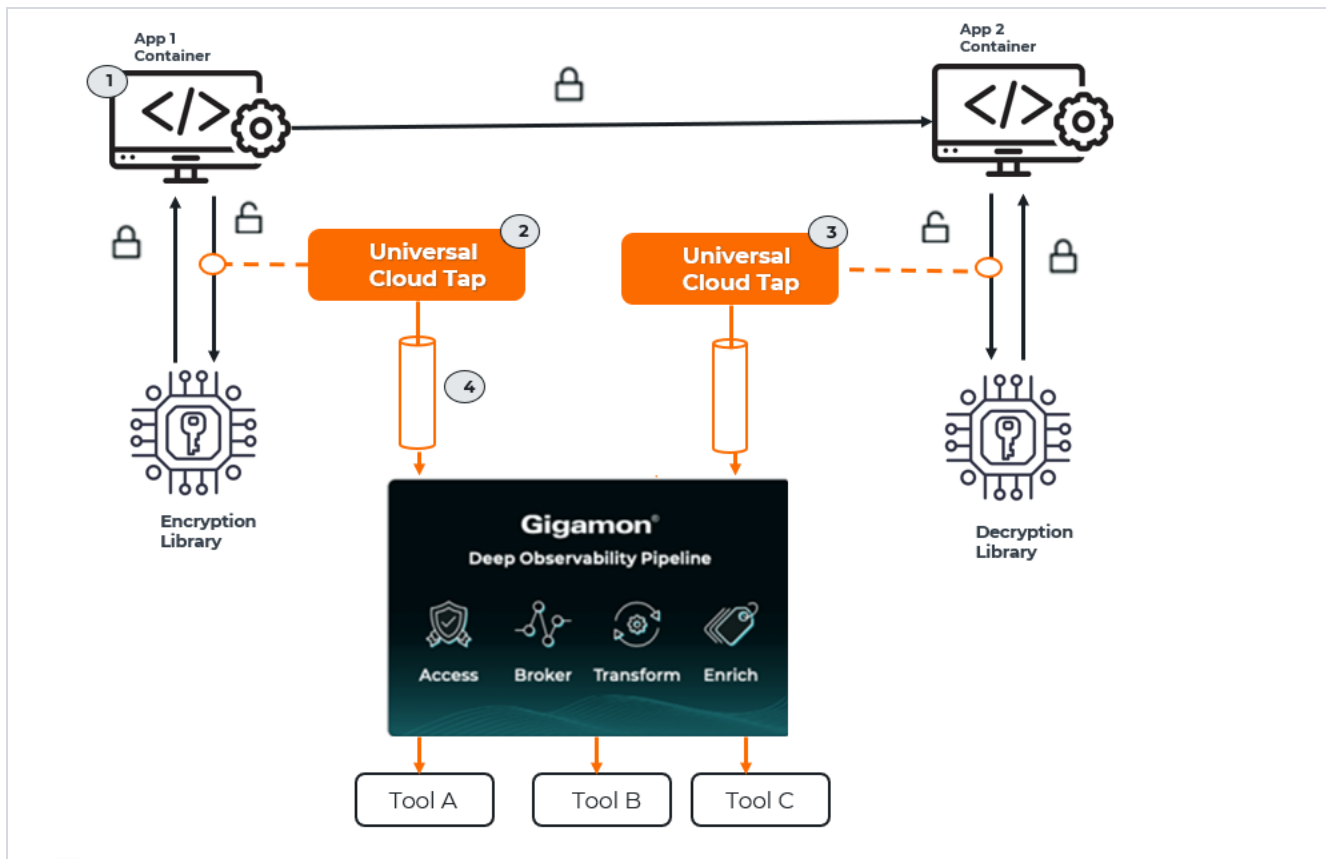 App 1
Container
App 2
Container
1
</>
</>
2
Universal
Cloud Tap
3
Universal
Cloud Tap
4
Encryption
Library
Decryption
Library
Gigamon®
Deep Observability Pipeline
Access Broker Transform Enrich
Tool A Tool B Tool C